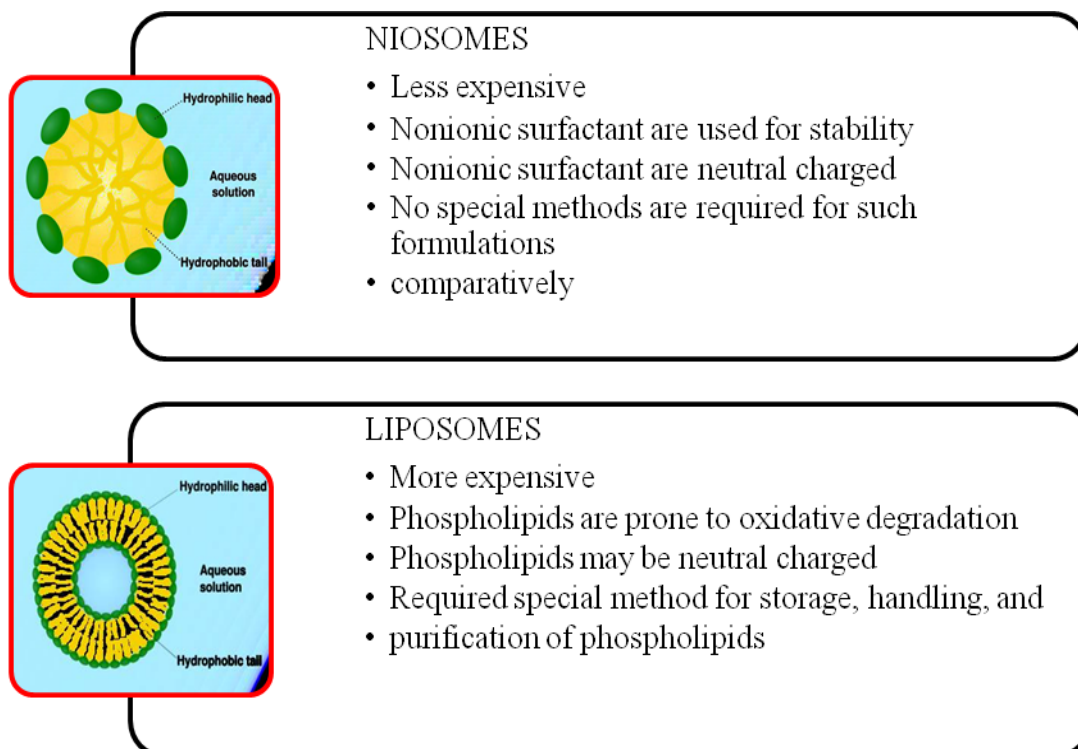 NIOSOMES
Hydrophilic head
Aqueous
solution
Hydrophobic tail
• Less expensive
• Nonionic surfactant are used for stability
• Nonionic surfactant are neutral charged
• No special methods are required for such
formulations
• comparatively
LIPOSOMES
Hydrophilic head
Aqueous
solution
Hydrophobic tail
• More expensive
• Phospholipids are prone to oxidative degradation
• Phospholipids may be neutral charged
• Required special method for storage, handling, and
• purification of phospholipids